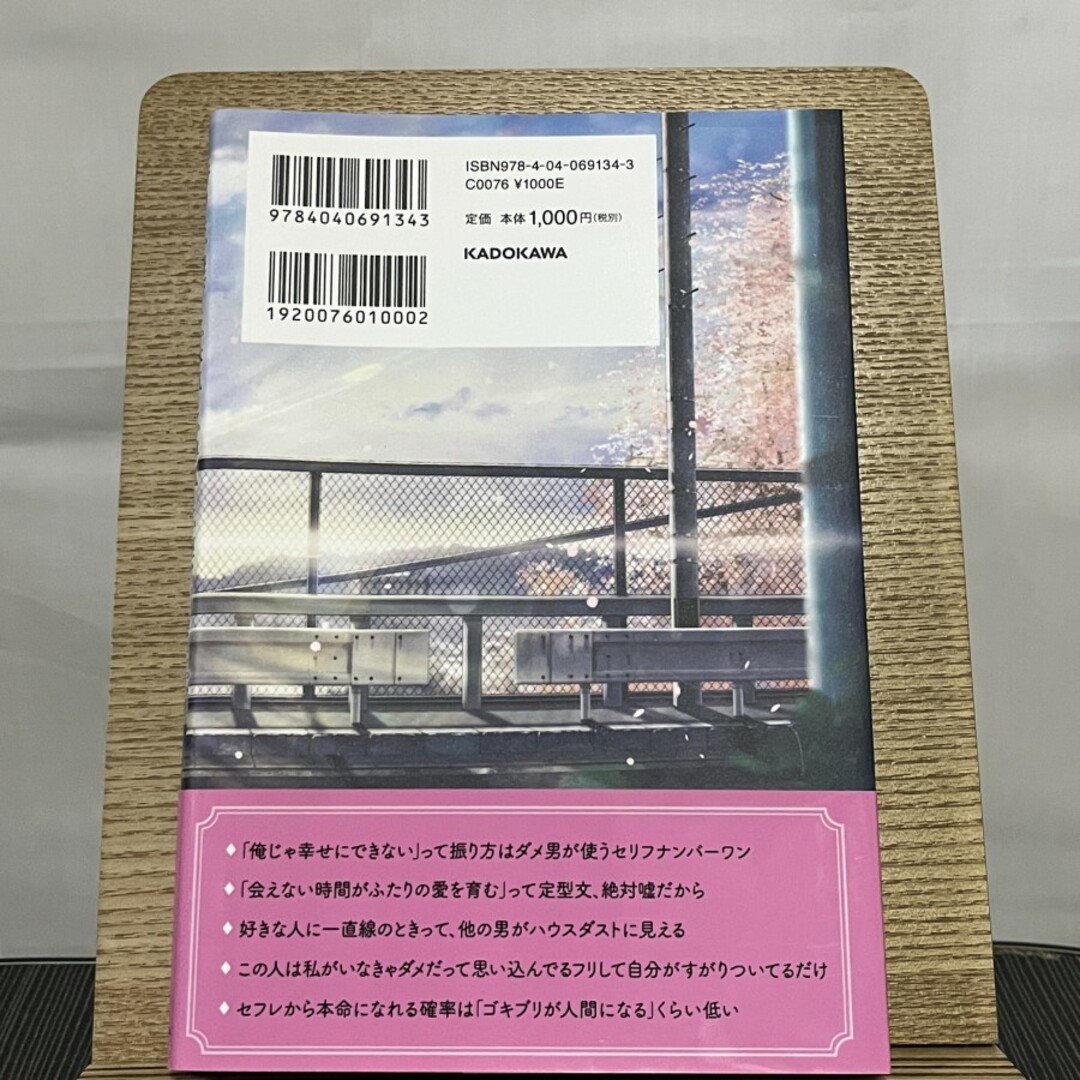 ISBN978-4-04-069134-3
C0076 ¥1000E
9784040691343
定価 本体1,000円(税別)
KADOKAWA
1920076010002
♦「俺じゃ幸せにできない」って振り方はダメ男が使うセリフナンバーワン
♦「会えない時間がふたりの愛を育む」って定型文、絶対嘘だから
♦好きな人に一直線のときって、他の男がハウスダストに見える
♦この人は私がいなきゃダメだって思い込んでるフリして自分がすがりついてるだけ
♦セフレから本命になれる確率は「ゴキブリが人間になる」くらい低い